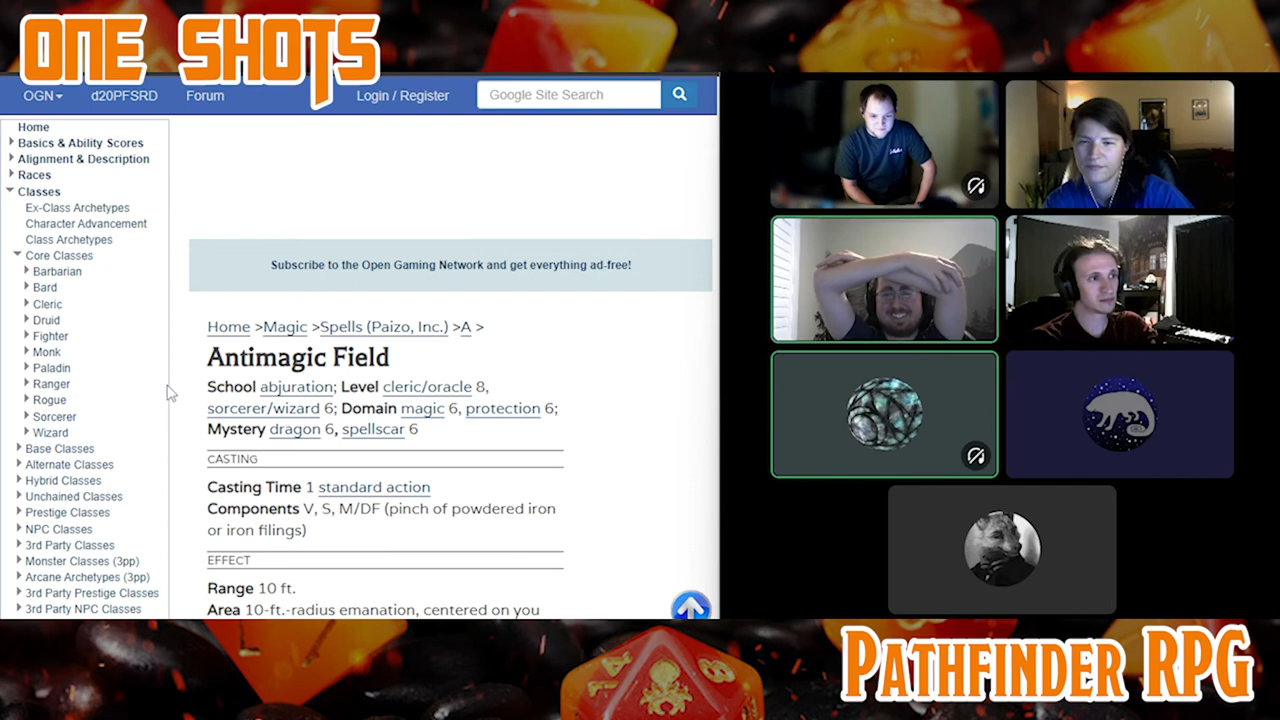 ONE SHOTS
OGN
d20PFSRD
Forum
Login / Register
Google Site Search
Home
Basics & Ability Scores
Alignment & Description
Races
Classes
Ex-Class Archetypes
Character Advancement
Class Archetypes
Core Classes
Barbarian
Bard
Cleric
Druid
Fighter
Monk
Paladin
Ranger
Rogue
Sorcerer
Wizard
Base Classes
Alternate Classes
Hybrid Classes
Unchained Classes
Prestige Classes
NPC Classes
3rd Party Classes
Monster Classes (3pp)
Arcane Archetypes (3pp)
3rd Party Prestige Classes
3rd Party NPC Classes
Subscribe to the Open Gaming Network and get everything ad-free!
Home >Magic >Spells (Paizo, Inc.) >A >
Antimagic Field
School abjuration; Level cleric/oracle 8,
sorcerer/wizard 6; Domain magic 6, protection 6;
Mystery dragon 6, spellscar 6
CASTING
Casting Time 1 standard action
Components V, S, M/DF (pinch of powdered iron
or iron filings)
EFFECT
Range 10 ft.
Area 10-ft.-radius emanation, centered on you
14
8
PATHFINDER RPG